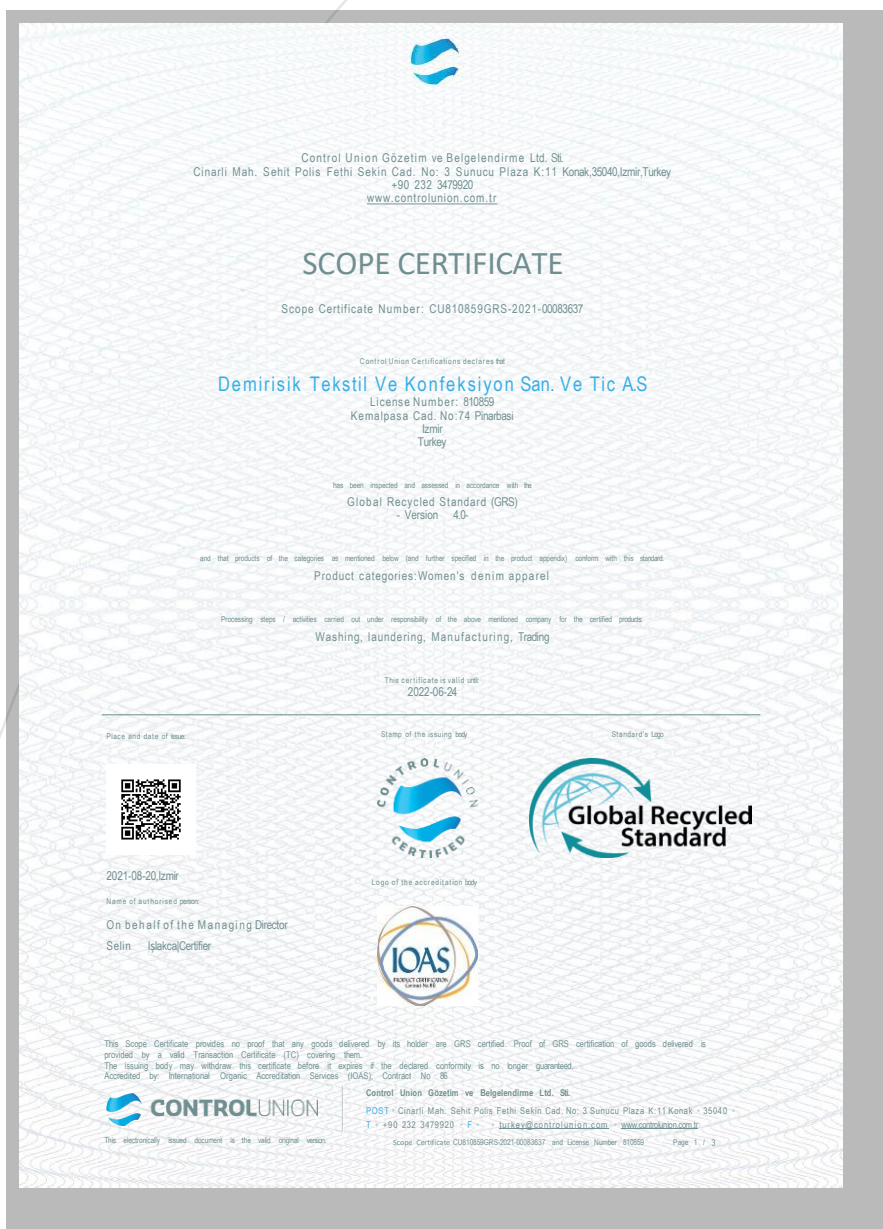 Control Union Gözetim ve Belgelendirme Ltd. Sti.
Cinarli Mah. Sehit Polis Fethi Sekin Cad. No: 3 Sunucu Plaza K:11 Konak,35040,Izmir,Turkey
+90 232 3479920
www.controlunion.com.tr
SCOPE CERTIFICATE
Scope Certificate Number: CU810859GRS-2021-00083637
Control Union Certifications declares that
Demirisik Tekstil Ve Konfeksiyon San. Ve Tic A.S
License Number: 810859
Kemalpasa Cad. No:74 Pinarbasi
Izmir
Turkey
has been inspected and assessed in accordance with the
Global Recycled Standard (GRS)
- Version 4.0-
and that products of the categories as mentioned below (and further specified in the product appendix) conform with this standard.
Product categories:Women's denim apparel
Processing steps / activities carried out under responsibility of the above mentioned company for the certified products
Washing, laundering, Manufacturing, Trading
This certificate is valid until:
2022-06-24
Place and date of issue:
Stamp of the issuing body
Standard's Logo
CONTROLUNION
CERTIFIED
Global Recycled
Standard
2021-08-20,Izmir
Name of authorised person:
On behalf of the Managing Director
Selin Işlakca|Certifier
Logo of the accreditation body
IOAS
PRODUCT CERTIFICATION
Contract No. 86
This Scope Certificate provides no proof that any goods delivered by its holder are GRS certified. Proof of GRS certification of goods delivered is
provided by a valid Transaction Certificate (TC) covering them.
The issuing body may withdraw this certificate before it expires if the declared conformity is no longer guaranteed.
Accredited by: International Organic Accreditation Services (IOAS); Contract No 86
CONTROLUNION
This electronically issued document is the valid original version.
Control Union Gözetim ve Belgelendirme Ltd. Sti.
POST - Cinarli Mah. Sehit Polis Fethi Sekin Cad. No: 3 Sunucu Plaza K:11 Konak - 35040 -
T - +90 232 3479920 - F - - turkey@controlunion.com - www.controlunion.com.tr
Scope Certificate CU810859GRS-2021-00083637 and License Number 810859 Page 1 / 3